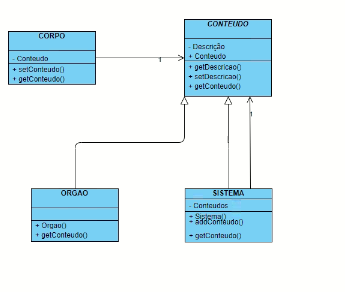 CORPO
- Conteudo
+ setConteudo()
+ getConteudo()
1
CONTEUDO
- Descrição
+ Conteudo
+ getDescricao()
+ setDescricao()
+ getConteudo()
ORGAO
+ Orgao()
+ getConteudo()
SISTEMA
- Conteudos
+ Sistema()
+ addConteudo()
+ getConteudo()
1